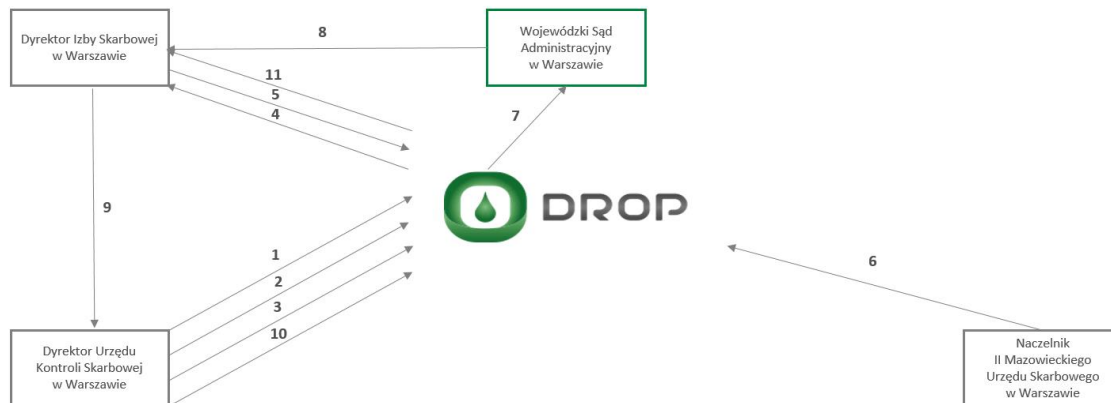 Dyrektor Izby Skarbowej
w Warszawie
8
Wojewódzki Sąd
Administracyjny
w Warszawie
11
5
4
7
DROP
9
1
2
3
10
6
Dyrektor Urzędu
Kontroli Skarbowej
w Warszawie
Naczelnik
II Mazowieckiego
Urzędu Skarbowego
w Warszawie